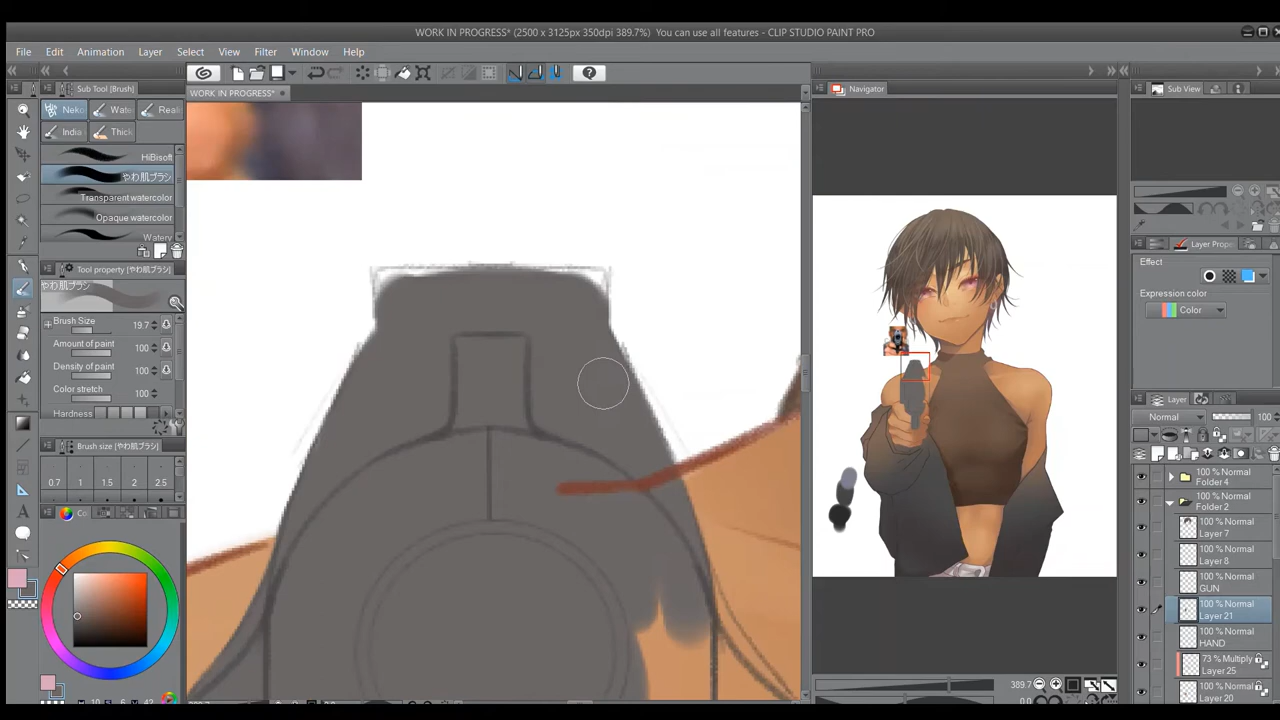 WORK IN PROGRESS* (2500 x 3125px 350dpi 389.7%) * You can use all features - CLIP STUDIO PAINT PRO
File Edit Animation Layer Select View Filter Window Help
Sub Tool [Brush]
WORK IN PROGRESS*
Navigator
Sub View
Neko
Wate
Real
India
Thick
HiBisoft
やわ肌ブラシ
Transparent watercolor
Opaque watercolor
Watery
Tool property [やわ肌ブラシ]
やわ肌ブラシ
Brush Size 19.7
Amount of paint 100
Density of paint 100
Color stretch 100
Hardness
Brush size [やわ肌ブラシ]
0.7 1 1.5 2 2.5
Layer Prope
Effect
Expression color
Color
Layer
Normal 100
100 % Normal
Folder 4
100 % Normal
Folder 2
100 % Normal
Layer 7
100 % Normal
Layer 8
100 % Normal
GUN
100 % Normal
Layer 21
100 % Normal
HAND
73 % Multiply
Layer 25
100 % Normal
Layer 20
389.7
0.0